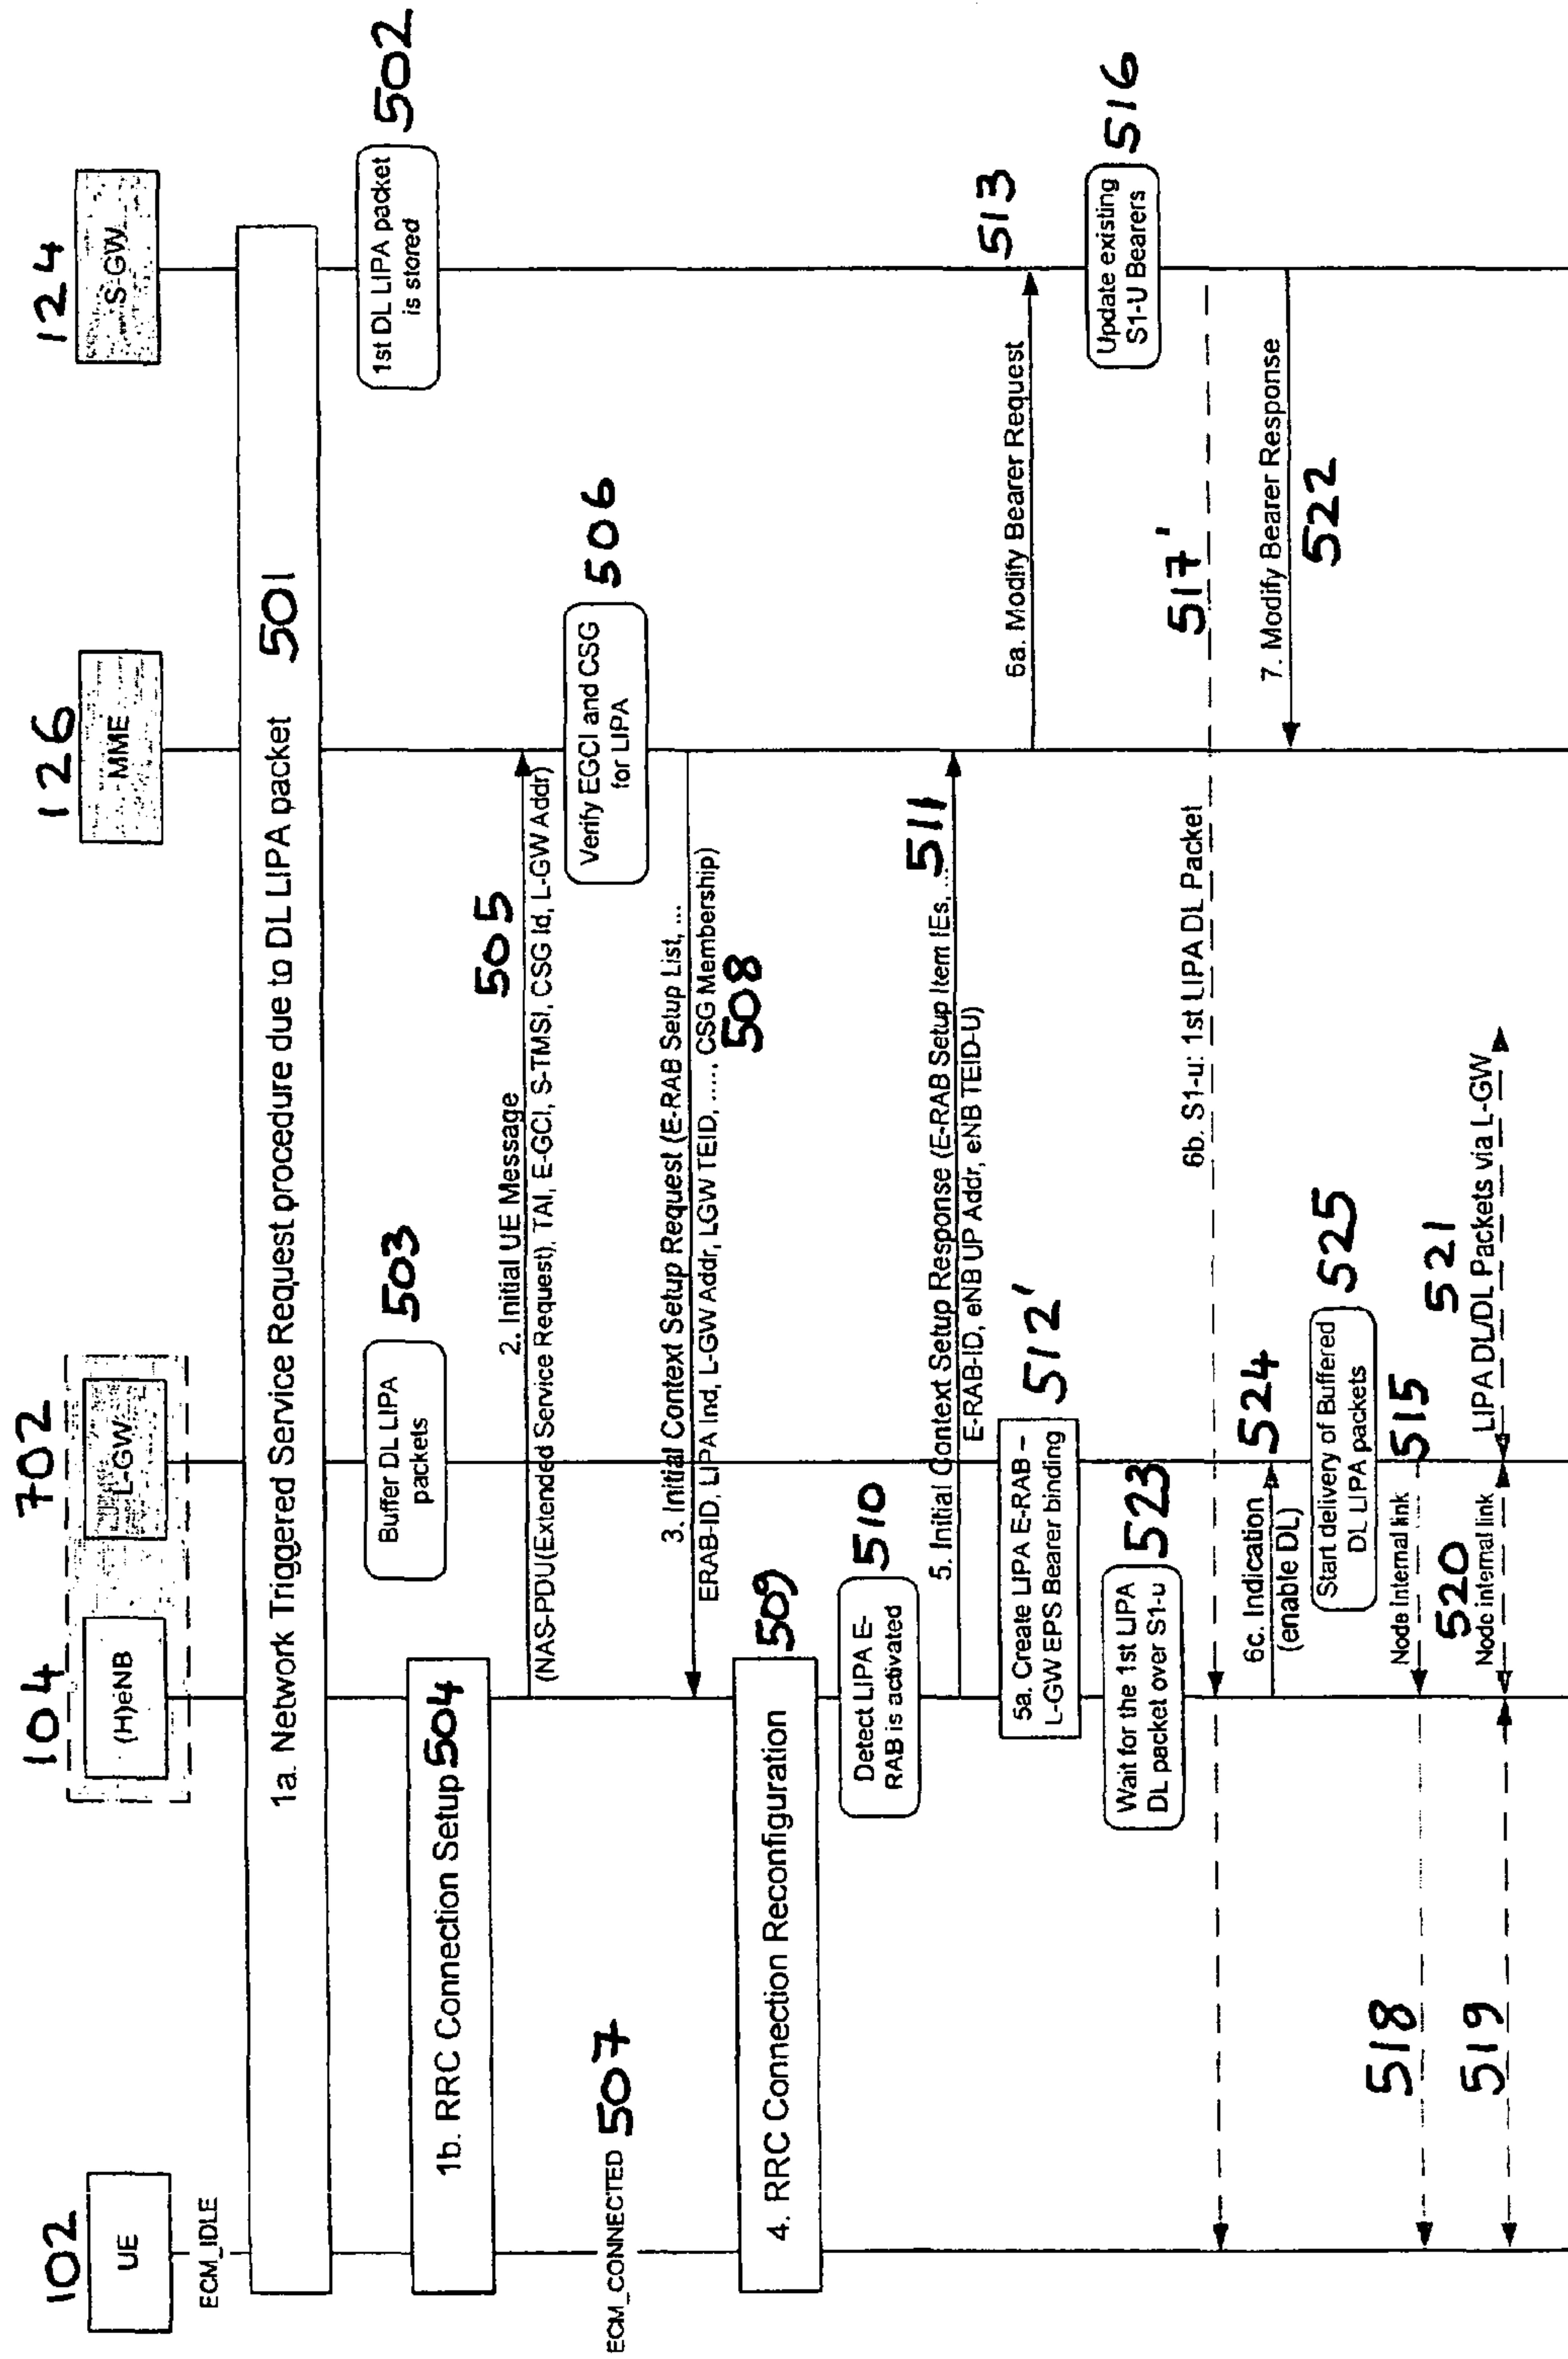 102
UE
104
(H)eNB
702
L-GW
126
MME
124
S-GW
ECM_IDLE
1a. Network Triggered Service Request procedure due to DL LIPA packet
501
1st DL LIPA packet
is stored
502
Buffer DL LIPA
packets
503
1b. RRC Connection Setup
504
505
2. Initial UE Message
(NAS-PDU(Extended Service Request), TAI, E-GCI, S-TMSI, CSG Id, L-GW Addr)
Verify EGCI and CSG
for LIPA
506
ECM_CONNECTED
507
3. Initial Context Setup Request (E-RAB Setup List, ...
ERAB-ID, LIPA Ind, L-GW Addr, LGW TEID, ...., CSG Membership)
508
4. RRC Connection Reconfiguration
509
Detect LIPA E-
RAB is activated
510
5. Initial Context Setup Response (E-RAB Setup Item IEs, ...
E-RAB-ID, eNB UP Addr, eNB TEID-U)
511
5a. Create LIPA E-RAB –
L-GW EPS Bearer binding
512'
6a. Modify Bearer Request
513
Update existing
S1-U Bearers
516
Wait for the 1st LIPA
DL packet over S1-u
523
6b. S1-u: 1st LIPA DL Packet
517'
6c. Indication
(enable DL)
524
7. Modify Bearer Response
522
Start delivery of Buffered
DL LIPA packets
525
518
Node Internal link
515
519
520
Node internal link
521
LIPA DL/DL Packets via L-GW